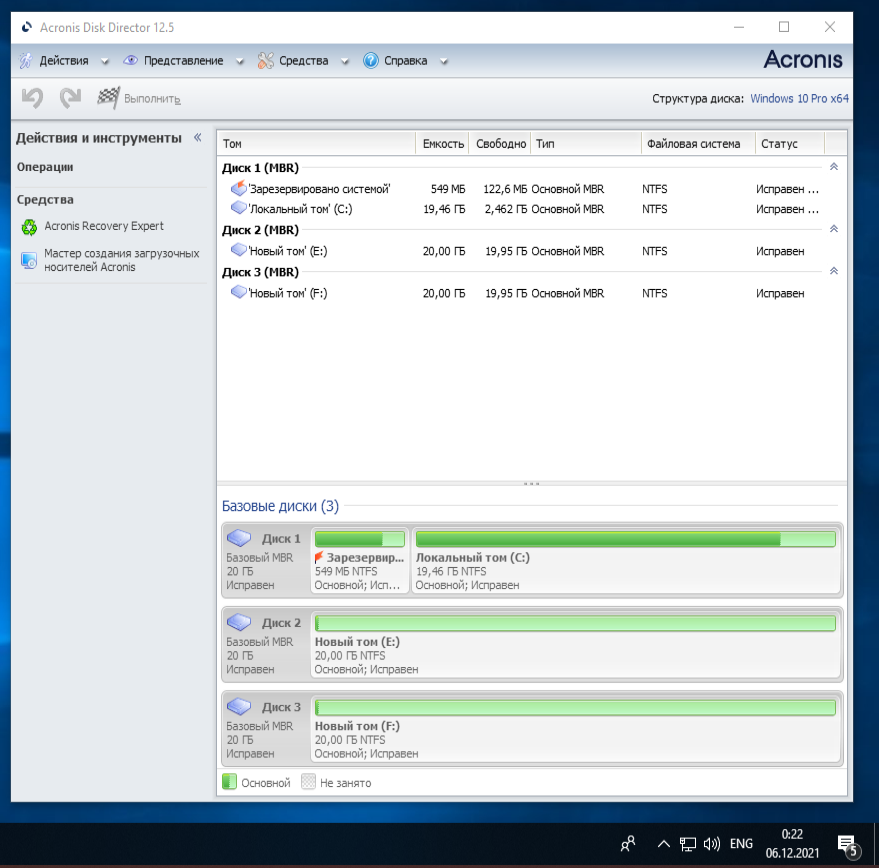 Acronis Disk Director 12.5
Действия Представление Средства Справка Acronis
Выполнить Структура диска: Windows 10 Pro x64
Действия и инструменты «
Операции
Средства
Acronis Recovery Expert
Мастер создания загрузочных
носителей Acronis
Том Емкость Свободно Тип Файловая система Статус
Диск 1 (MBR)
'Зарезервировано системой' 549 МБ 122,6 МБ Основной MBR NTFS Исправен ...
'Локальный том' (C:) 19,46 ГБ 2,462 ГБ Основной MBR NTFS Исправен ...
Диск 2 (MBR)
'Новый том' (E:) 20,00 ГБ 19,95 ГБ Основной MBR NTFS Исправен
Диск 3 (MBR)
'Новый том' (F:) 20,00 ГБ 19,95 ГБ Основной MBR NTFS Исправен
Базовые диски (3)
Диск 1
Базовый MBR
20 ГБ
Исправен
Зарезервир...
549 МБ NTFS
Основной; Исп...
Локальный том (C:)
19,46 ГБ NTFS
Основной; Исправен
Диск 2
Базовый MBR
20 ГБ
Исправен
Новый том (E:)
20,00 ГБ NTFS
Основной; Исправен
Диск 3
Базовый MBR
20 ГБ
Исправен
Новый том (F:)
20,00 ГБ NTFS
Основной; Исправен
Основной Не занято
ENG
0:22
06.12.2021
5